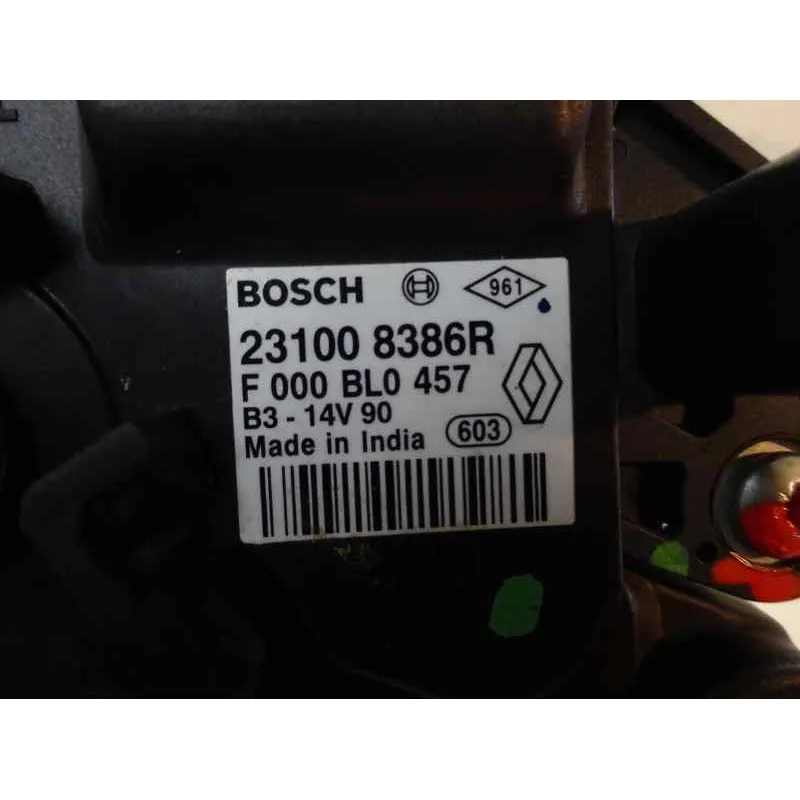 BOSCH 961
23100 8386R
F 000 BL0 457
B3 - 14V 90
Made in India 603